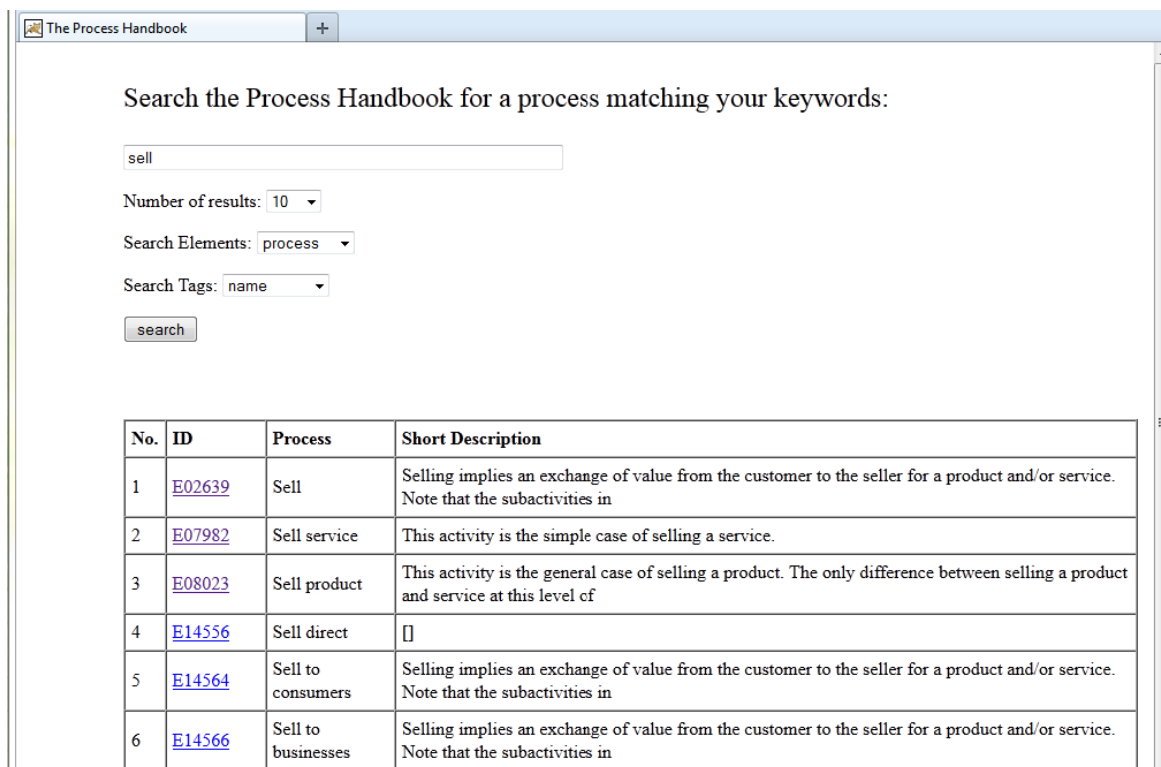 The Process Handbook
+
Search the Process Handbook for a process matching your keywords:
sell
Number of results: 10
Search Elements: process
Search Tags: name
search
No. ID Process Short Description
1 E02639 Sell Selling implies an exchange of value from the customer to the seller for a product and/or service.
Note that the subactivities in
2 E07982 Sell service This activity is the simple case of selling a service.
3 E08023 Sell product This activity is the general case of selling a product. The only difference between selling a product
and service at this level of
4 E14556 Sell direct []
5 E14564 Sell to
consumers Selling implies an exchange of value from the customer to the seller for a product and/or service.
Note that the subactivities in
6 E14566 Sell to
businesses Selling implies an exchange of value from the customer to the seller for a product and/or service.
Note that the subactivities in